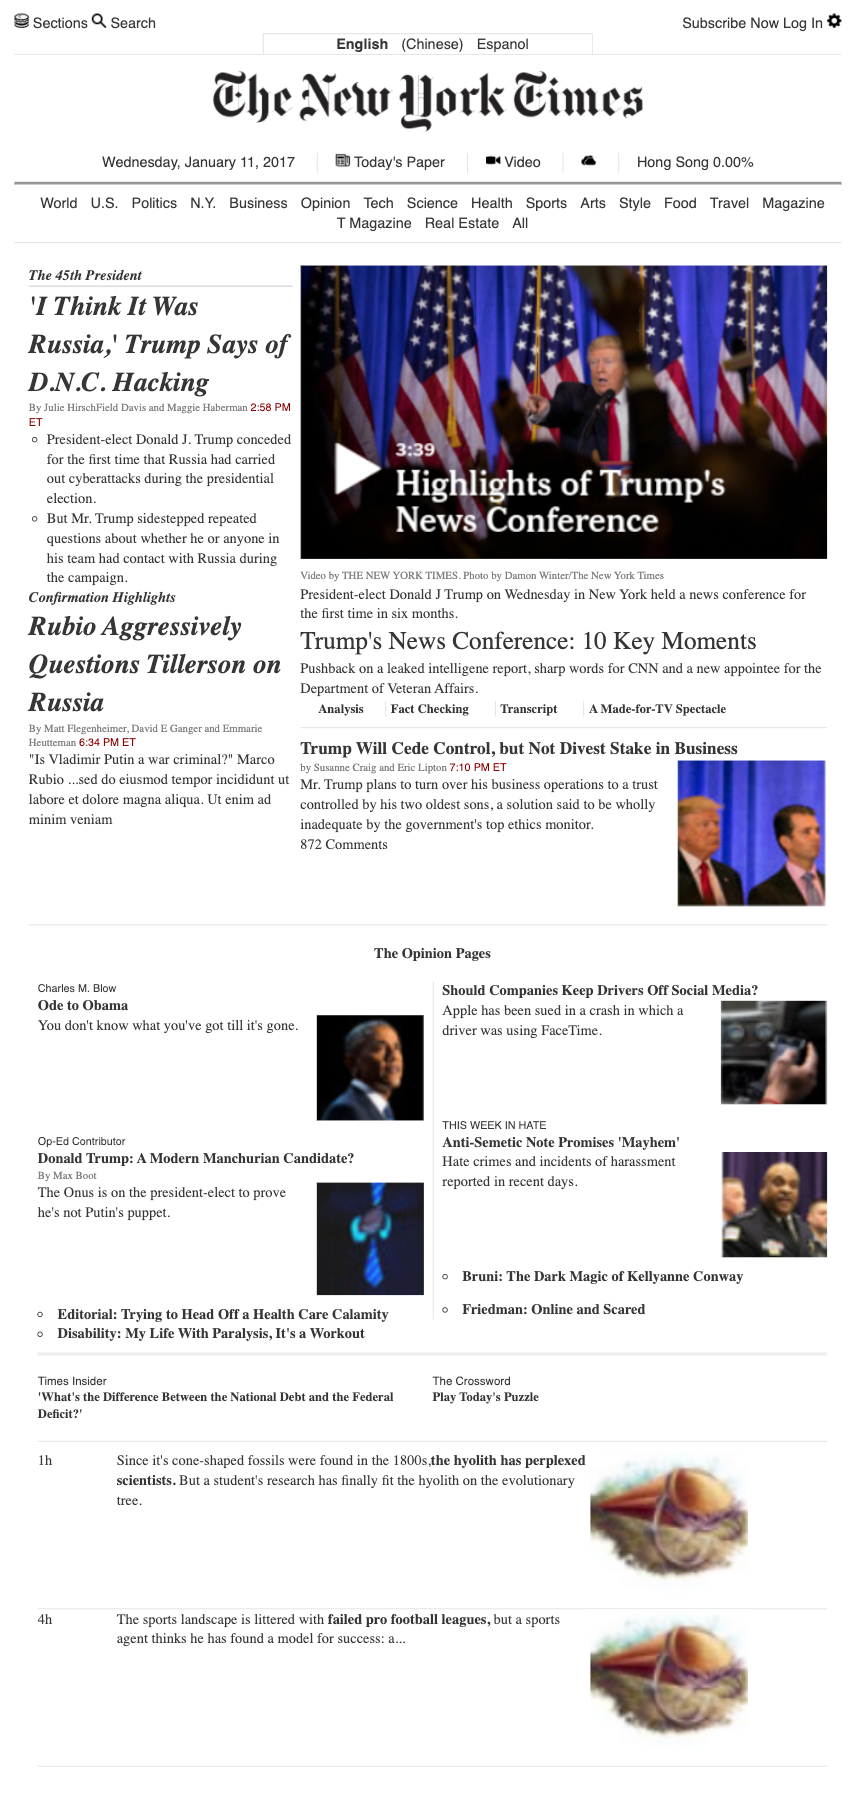 Sections Search
Subscribe Now Log In
English (Chinese) Espanol
The New York Times
Wednesday, January 11, 2017
Today's Paper
Video
Hong Song 0.00%
World U.S. Politics N.Y. Business Opinion Tech Science Health Sports Arts Style Food Travel Magazine
T Magazine Real Estate All
The 45th President
'I Think It Was
Russia,' Trump Says of
D.N.C. Hacking
By Julie HirschField Davis and Maggie Haberman 2:58 PM
ET
President-elect Donald J. Trump conceded
for the first time that Russia had carried
out cyberattacks during the presidential
election.
But Mr. Trump sidestepped repeated
questions about whether he or anyone in
his team had contact with Russia during
the campaign.
Confirmation Highlights
Rubio Aggressively
Questions Tillerson on
Russia
By Matt Flegenheimer, David E Ganger and Emmarie
Heutteman 6:34 PM ET
"Is Vladimir Putin a war criminal?" Marco
Rubio ...sed do eiusmod tempor incididunt ut
labore et dolore magna aliqua. Ut enim ad
minim veniam
3:39
Highlights of Trump's
News Conference
Video by THE NEW YORK TIMES. Photo by Damon Winter/The New York Times
President-elect Donald J Trump on Wednesday in New York held a news conference for
the first time in six months.
Trump's News Conference: 10 Key Moments
Pushback on a leaked intelligene report, sharp words for CNN and a new appointee for the
Department of Veteran Affairs.
Analysis
Fact Checking
Transcript
A Made-for-TV Spectacle
Trump Will Cede Control, but Not Divest Stake in Business
by Susanne Craig and Eric Lipton 7:10 PM ET
Mr. Trump plans to turn over his business operations to a trust
controlled by his two oldest sons, a solution said to be wholly
inadequate by the government's top ethics monitor.
872 Comments
The Opinion Pages
Charles M. Blow
Ode to Obama
You don't know what you've got till it's gone.
Op-Ed Contributor
Donald Trump: A Modern Manchurian Candidate?
By Max Boot
The Onus is on the president-elect to prove
he's not Putin's puppet.
Editorial: Trying to Head Off a Health Care Calamity
Disability: My Life With Paralysis, It's a Workout
Should Companies Keep Drivers Off Social Media?
Apple has been sued in a crash in which a
driver was using FaceTime.
THIS WEEK IN HATE
Anti-Semetic Note Promises 'Mayhem'
Hate crimes and incidents of harassment
reported in recent days.
Bruni: The Dark Magic of Kellyanne Conway
Friedman: Online and Scared
Times Insider
'What's the Difference Between the National Debt and the Federal
Deficit?'
The Crossword
Play Today's Puzzle
1h
Since it's cone-shaped fossils were found in the 1800s,the hyolith has perplexed
scientists. But a student's research has finally fit the hyolith on the evolutionary
tree.
4h
The sports landscape is littered with failed pro football leagues, but a sports
agent thinks he has found a model for success: a...